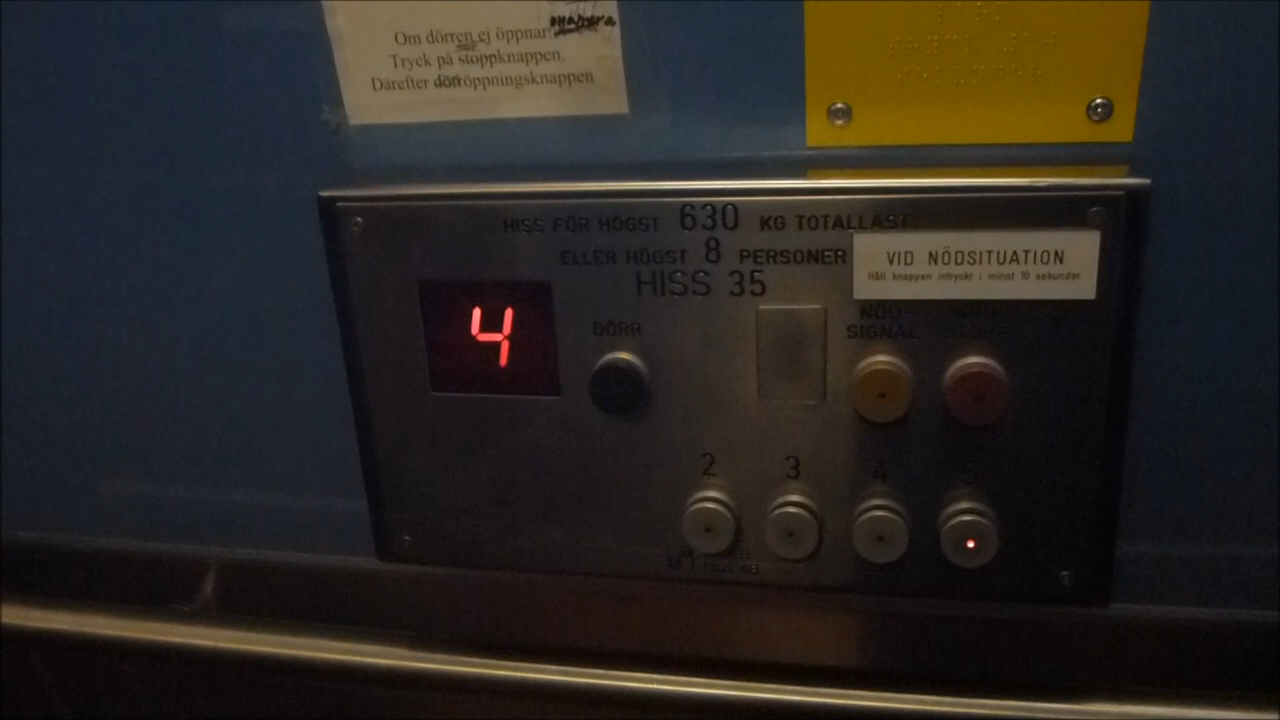 Om dörren ej öppnar.
Tryck på stoppknappen.
Därefter dörröppningsknappen
HISS FÖR HÖGST 630 KG TOTALLAST
ELLER HÖGST 8 PERSONER
HISS 35
VID NÖDSITUATION
Håll knappen intryckt i minst 10 sekunder
4
DÖRR
NÖD-
SIGNAL
2 3 4 5